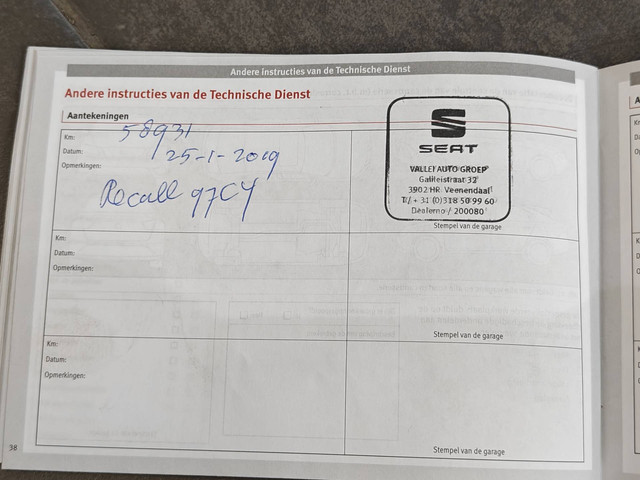 Andere instructies van de Technische Dienst
Andere instructies van de Technische Dienst
Aantekeningen
Km: 58931
Datum: 25-1-2019
Opmerkingen:
Recall 97CY
SEAT
VALLEI AUTO GROEP
Galileistraat 32
3902 HR Veenendaal
T/ + 31 (0)318 50 99 60
Dealerno / 200080
Stempel van de garage
Km:
Datum:
Opmerkingen:
Stempel van de garage
Km:
Datum:
Opmerkingen:
Stempel van de garage
38